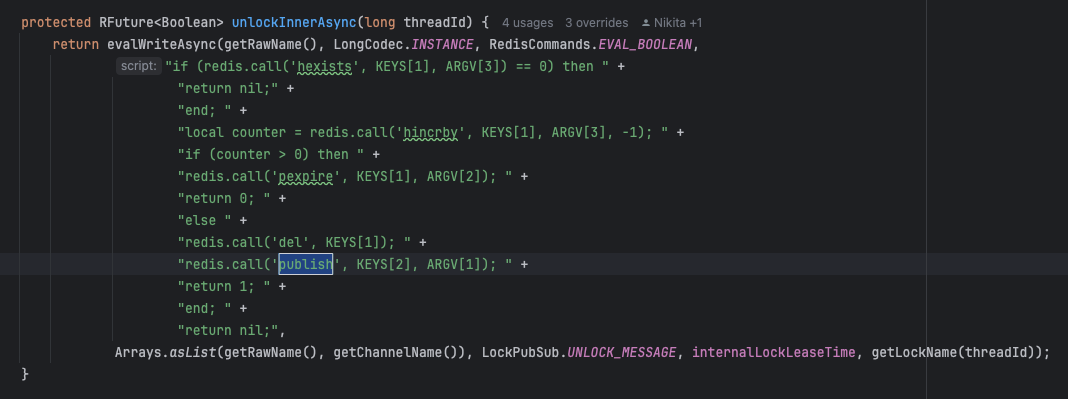 protected RFuture<Boolean> unlockInnerAsync(long threadId) { 4 usages 3 overrides Nikita +1
return evalWriteAsync(getRawName(), LongCodec.INSTANCE, RedisCommands.EVAL_BOOLEAN,
script: "if (redis.call('hexists', KEYS[1], ARGV[3]) == 0) then " +
"return nil;" +
"end; " +
"local counter = redis.call('hincrby', KEYS[1], ARGV[3], -1); " +
"if (counter > 0) then " +
"redis.call('pexpire', KEYS[1], ARGV[2]); " +
"return 0; " +
"else " +
"redis.call('del', KEYS[1]); " +
"redis.call('publish', KEYS[2], ARGV[1]); " +
"return 1; " +
"end; " +
"return nil;",
Arrays.asList(getRawName(), getChannelName()), LockPubSub.UNLOCK_MESSAGE, internalLockLeaseTime, getLockName(threadId));
}